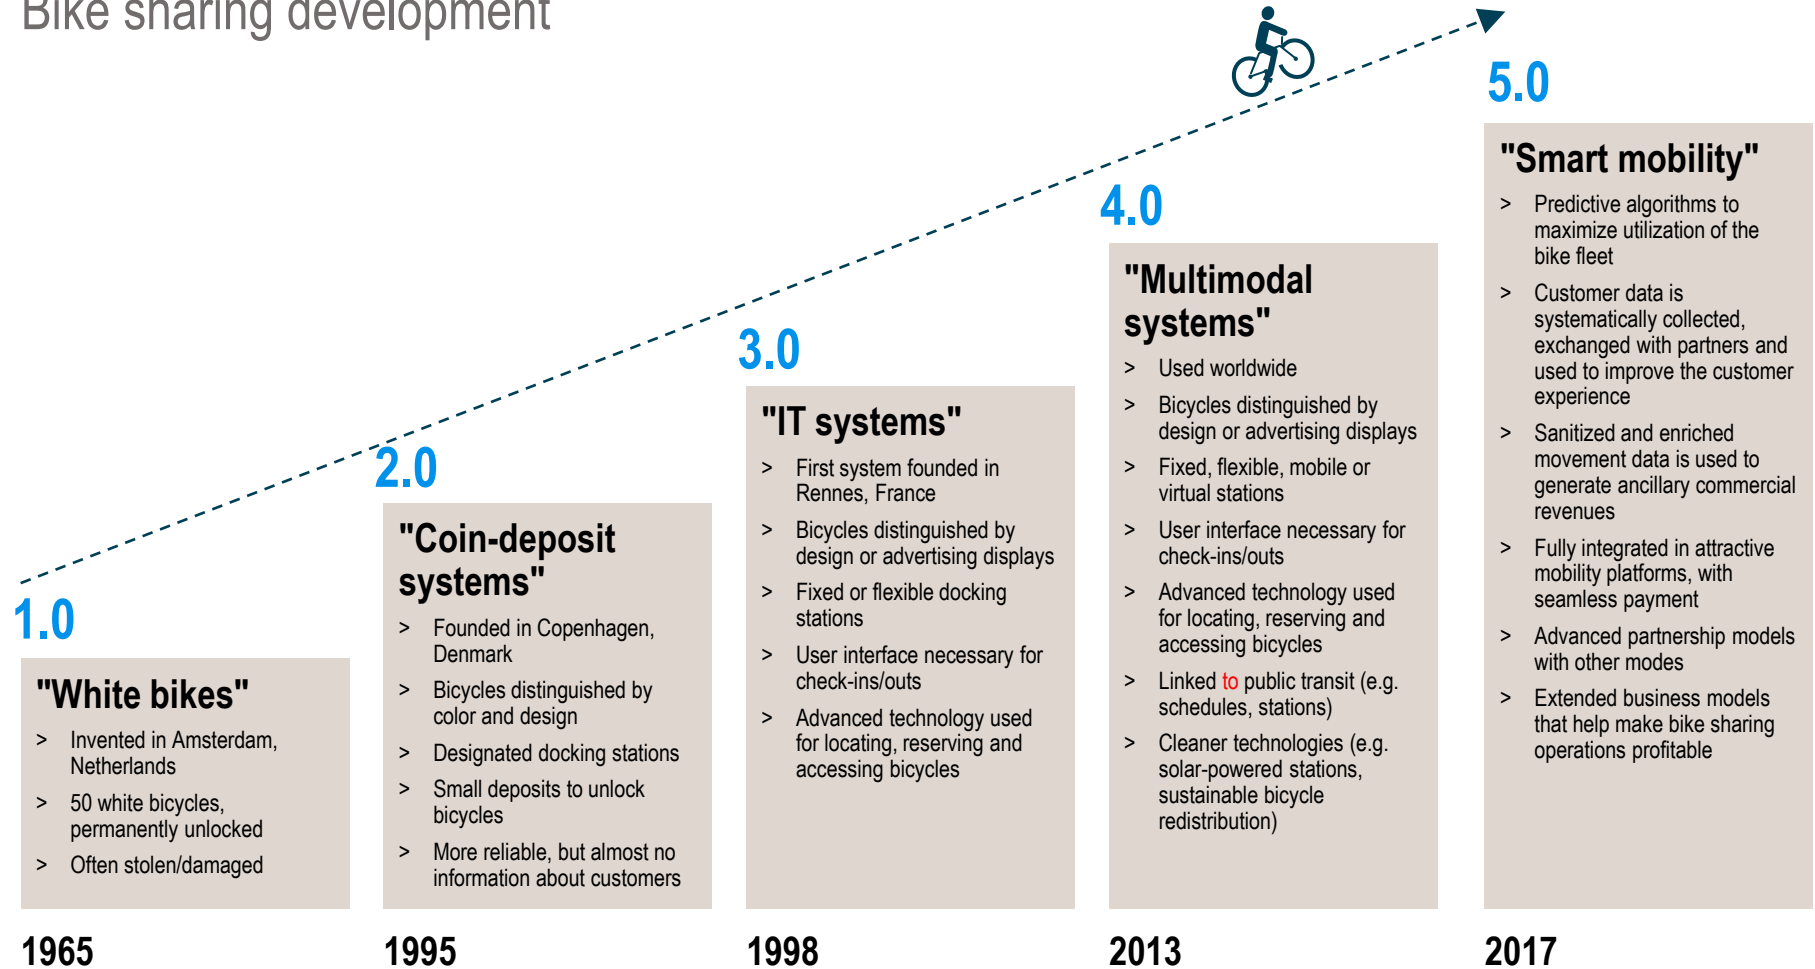 Bike sharing development
1.0
"White bikes"
> Invented in Amsterdam,
Netherlands
> 50 white bicycles,
permanently unlocked
> Often stolen/damaged
1965
2.0
"Coin-deposit
systems"
> Founded in Copenhagen,
Denmark
> Bicycles distinguished by
color and design
> Designated docking stations
> Small deposits to unlock
bicycles
> More reliable, but almost no
information about customers
1995
3.0
"IT systems"
> First system founded in
Rennes, France
> Bicycles distinguished by
design or advertising displays
> Fixed or flexible docking
stations
> User interface necessary for
check-ins/outs
> Advanced technology used
for locating, reserving and
accessing bicycles
1998
4.0
"Multimodal
systems"
> Used worldwide
> Bicycles distinguished by
design or advertising displays
> Fixed, flexible, mobile or
virtual stations
> User interface necessary for
check-ins/outs
> Advanced technology used
for locating, reserving and
accessing bicycles
> Linked to public transit (e.g.
schedules, stations)
> Cleaner technologies (e.g.
solar-powered stations,
sustainable bicycle
redistribution)
2013
5.0
"Smart mobility"
> Predictive algorithms to
maximize utilization of the
bike fleet
> Customer data is
systematically collected,
exchanged with partners and
used to improve the customer
experience
> Sanitized and enriched
movement data is used to
generate ancillary commercial
revenues
> Fully integrated in attractive
mobility platforms, with
seamless payment
> Advanced partnership models
with other modes
> Extended business models
that help make bike sharing
operations profitable
2017